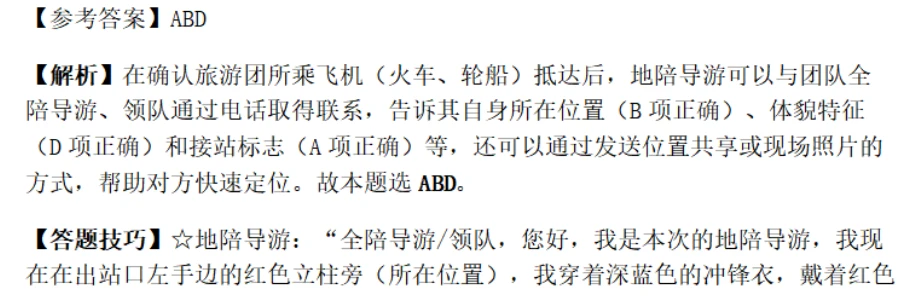 【参考答案】ABD
【解析】在确认旅游团所乘飞机（火车、轮船）抵达后，地陪导游可以与团队全
陪导游、领队通过电话取得联系，告诉其自身所在位置（B 项正确）、体貌特征
（D 项正确）和接站标志（A 项正确）等，还可以通过发送位置共享或现场照片的
方式，帮助对方快速定位。故本题选 ABD。
【答题技巧】☆地陪导游：“全陪导游/领队，您好，我是本次的地陪导游，我现
在在出站口左手边的红色立柱旁（所在位置），我穿着深蓝色的冲锋衣，戴着红色